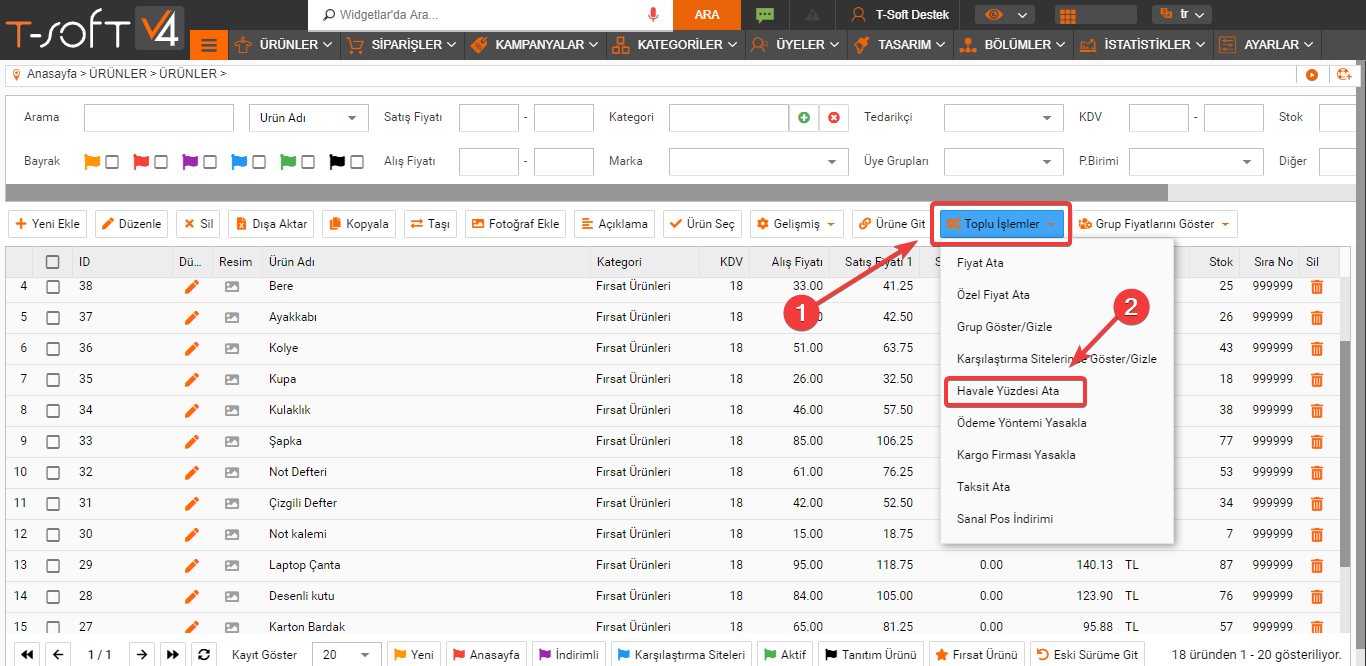 T-SOFT V4
Widgetlar'da Ara...
ARA
T-Soft Destek
tr
ÜRÜNLER
SİPARİŞLER
KAMPANYALAR
KATEGORİLER
ÜYELER
TASARIM
BÖLÜMLER
İSTATİSTİKLER
AYARLAR
Anasayfa > ÜRÜNLER > ÜRÜNLER >
Arama Ürün Adı Satış Fiyatı - Kategori Tedarikçi KDV - Stok
Bayrak Alış Fiyatı - Marka Üye Grupları P.Birimi Diğer
Yeni Ekle Düzenle Sil Dışa Aktar Kopyala Taşı Fotoğraf Ekle Açıklama Ürün Seç Gelişmiş Ürüne Git Toplu İşlemler Grup Fiyatlarını Göster
ID Dü... Resim Ürün Adı Kategori KDV Alış Fiyatı Satış Fiyatı 1 S Stok Sıra No Sil
4 38 Bere Fırsat Ürünleri 18 33.00 41.25 25 999999
5 37 Ayakkabı Fırsat Ürünleri 18 42.50 26 999999
6 36 Kolye Fırsat Ürünleri 18 51.00 63.75 43 999999
7 35 Kupa Fırsat Ürünleri 18 26.00 32.50 18 999999
8 34 Kulaklık Fırsat Ürünleri 18 46.00 57.50 38 999999
9 33 Şapka Fırsat Ürünleri 18 85.00 106.25 77 999999
10 32 Not Defteri Fırsat Ürünleri 18 61.00 76.25 53 999999
11 31 Çizgili Defter Fırsat Ürünleri 18 42.00 52.50 34 999999
12 30 Not kalemi Fırsat Ürünleri 18 15.00 18.75 7 999999
13 29 Laptop Çanta Fırsat Ürünleri 18 95.00 118.75 0.00 140.13 TL 87 999999
14 28 Desenli kutu Fırsat Ürünleri 18 84.00 105.00 0.00 123.90 TL 76 999999
15 27 Karton Bardak Fırsat Ürünleri 18 65.00 81.25 0.00 95.88 TL 57 999999
Fiyat Ata
Özel Fiyat Ata
Grup Göster/Gizle
Karşılaştırma Sitelerinde Göster/Gizle
Havale Yüzdesi Ata
Ödeme Yöntemi Yasakla
Kargo Firması Yasakla
Taksit Ata
Sanal Pos İndirimi
1
2
1 / 1 Kayıt Göster 20 Yeni Anasayfa İndirimli Karşılaştırma Siteleri Aktif Tanıtım Ürünü Fırsat Ürünü Eski Sürüme Git 18 üründen 1 - 20 gösteriliyor.